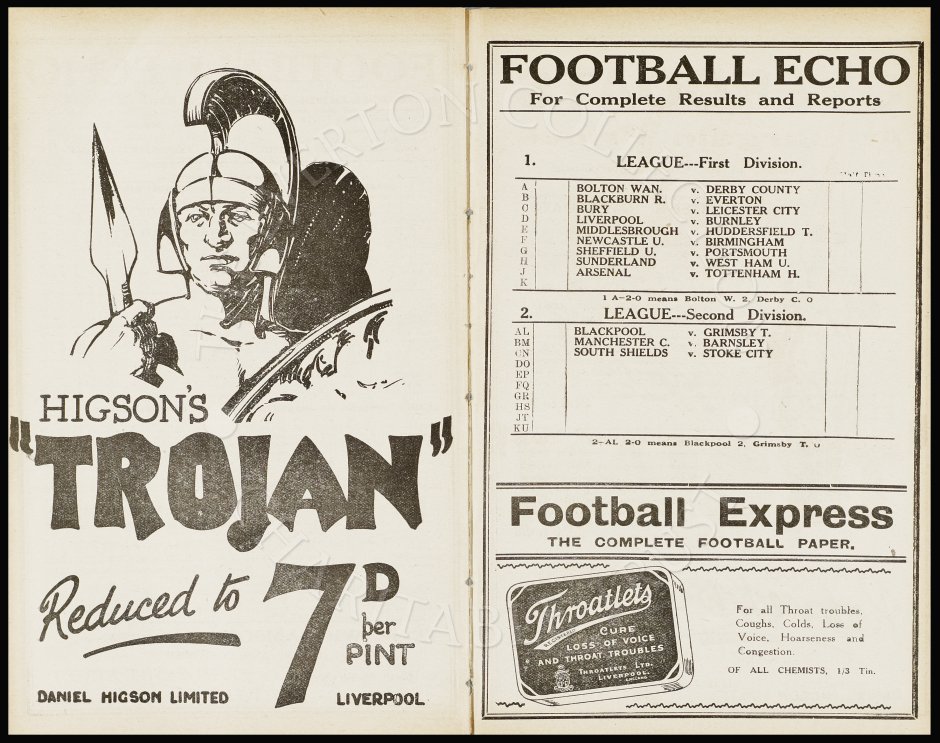 HIGSON'S
"TROJAN"
Reduced to 7D per PINT
DANIEL HIGSON LIMITED LIVERPOOL
FOOTBALL ECHO
For Complete Results and Reports
1. LEAGUE---First Division.
A BOLTON WAN. v. DERBY COUNTY
B BLACKBURN R. v. EVERTON
C BURY v. LEICESTER CITY
D LIVERPOOL v. BURNLEY
E MIDDLESBROUGH v. HUDDERSFIELD T.
F NEWCASTLE U. v. BIRMINGHAM
G SHEFFIELD U. v. PORTSMOUTH
H SUNDERLAND v. WEST HAM U.
J ARSENAL v. TOTTENHAM H.
K
1 A-2-0 means Bolton W. 2, Derby C. 0
2. LEAGUE---Second Division.
AL BLACKPOOL v. GRIMSBY T.
BM MANCHESTER C. v. BARNSLEY
CN SOUTH SHIELDS v. STOKE CITY
DO
EP
FQ
GR
HS
JT
KU
2-AL 2-0 means Blackpool 2, Grimsby T. 0
Football Express
THE COMPLETE FOOTBALL PAPER.
Throatlets
CURE
LOSS OF VOICE
AND THROAT TROUBLES
THROATLETS LTD.
LIVERPOOL.
For all Throat troubles,
Coughs, Colds, Loss of
Voice, Hoarseness and
Congestion.
OF ALL CHEMISTS, 1/3 Tin.